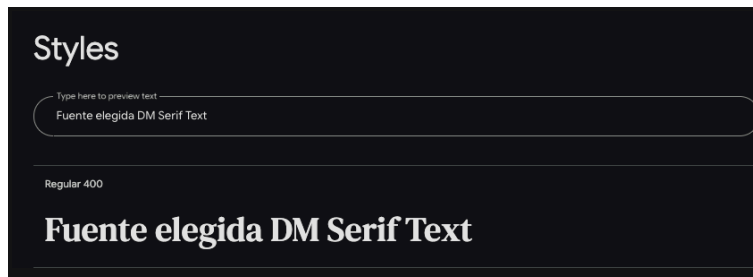 Styles
Type here to preview text
Fuente elegida DM Serif Text
Regular 400
Fuente elegida DM Serif Text